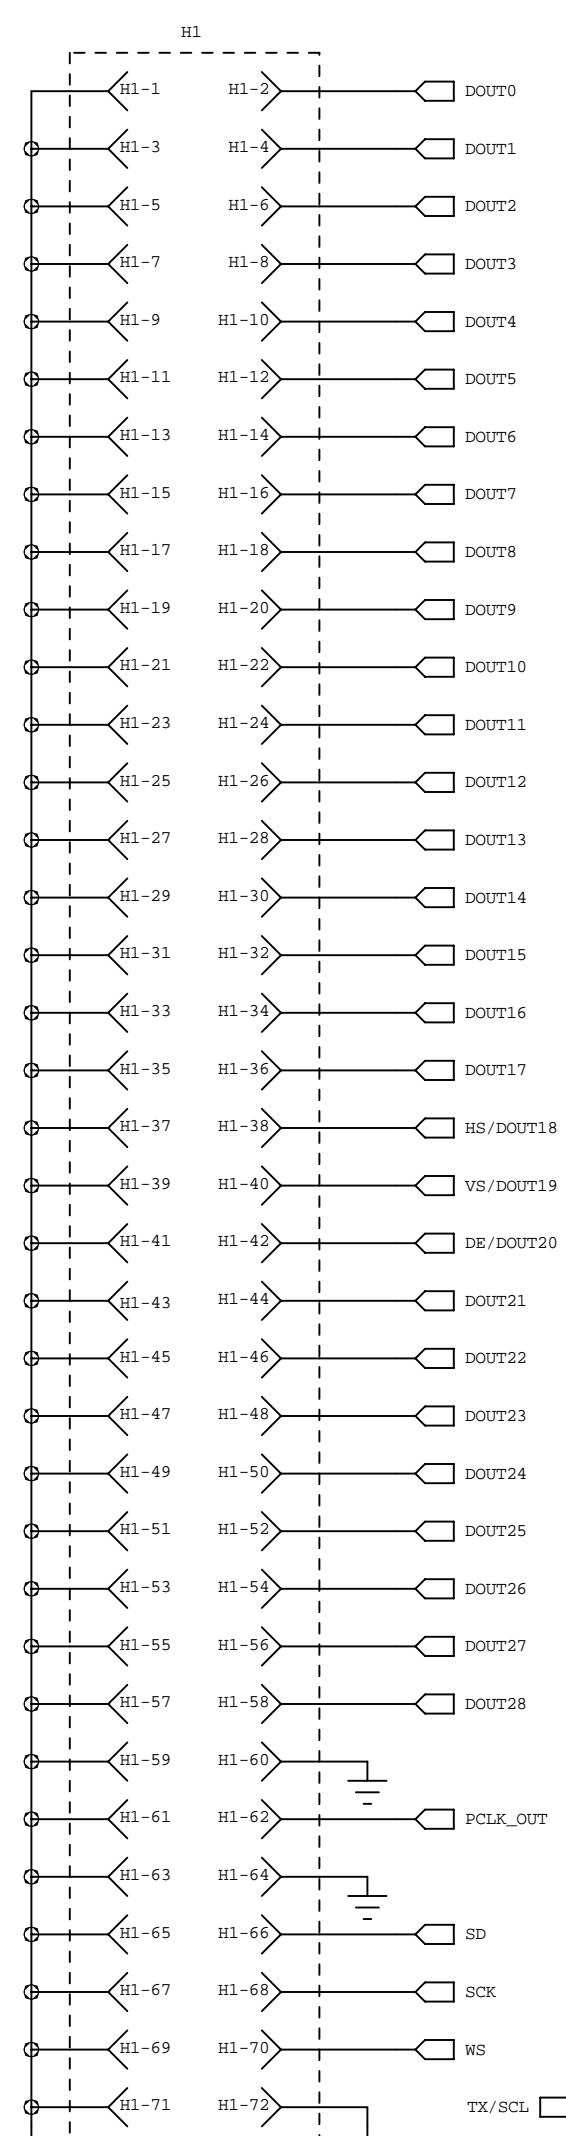 H1
H1-1 H1-2 DOUT0
H1-3 H1-4 DOUT1
H1-5 H1-6 DOUT2
H1-7 H1-8 DOUT3
H1-9 H1-10 DOUT4
H1-11 H1-12 DOUT5
H1-13 H1-14 DOUT6
H1-15 H1-16 DOUT7
H1-17 H1-18 DOUT8
H1-19 H1-20 DOUT9
H1-21 H1-22 DOUT10
H1-23 H1-24 DOUT11
H1-25 H1-26 DOUT12
H1-27 H1-28 DOUT13
H1-29 H1-30 DOUT14
H1-31 H1-32 DOUT15
H1-33 H1-34 DOUT16
H1-35 H1-36 DOUT17
H1-37 H1-38 HS/DOUT18
H1-39 H1-40 VS/DOUT19
H1-41 H1-42 DE/DOUT20
H1-43 H1-44 DOUT21
H1-45 H1-46 DOUT22
H1-47 H1-48 DOUT23
H1-49 H1-50 DOUT24
H1-51 H1-52 DOUT25
H1-53 H1-54 DOUT26
H1-55 H1-56 DOUT27
H1-57 H1-58 DOUT28
H1-59 H1-60
H1-61 H1-62 PCLK_OUT
H1-63 H1-64
H1-65 H1-66 SD
H1-67 H1-68 SCK
H1-69 H1-70 WS
H1-71 H1-72 TX/SCL